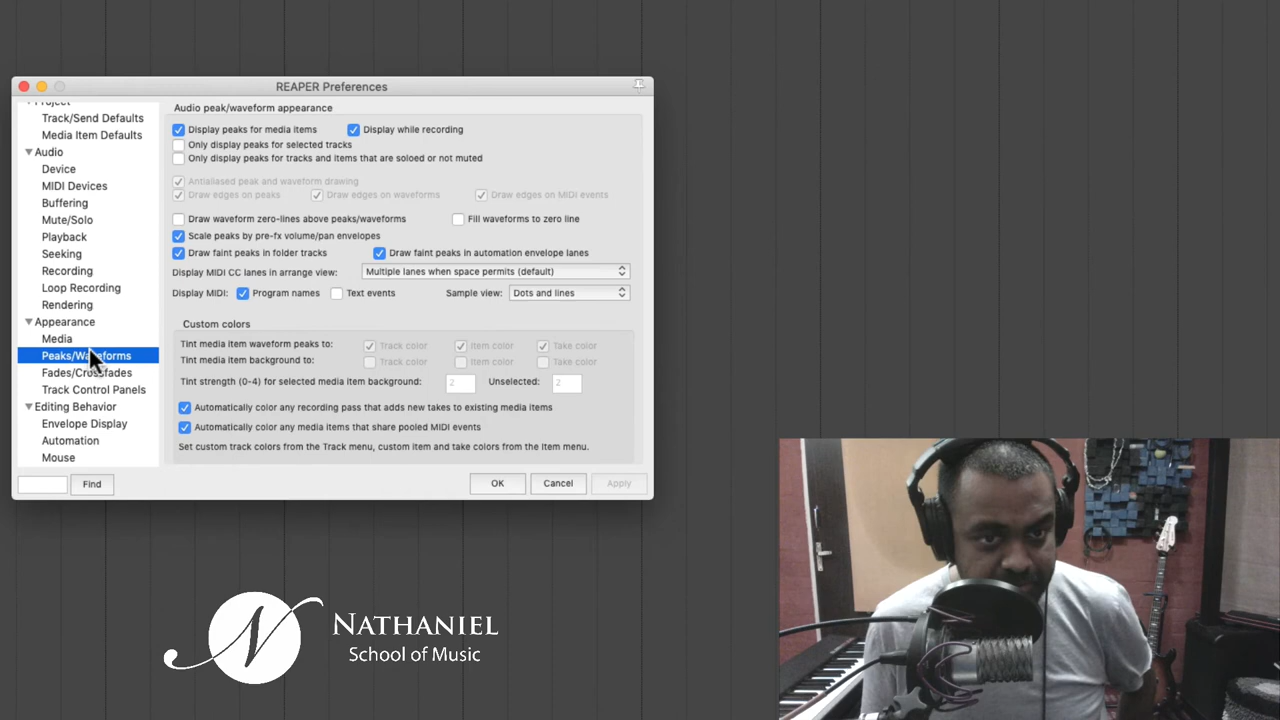 REAPER Preferences
Project
Track/Send Defaults
Media Item Defaults
Audio
Device
MIDI Devices
Buffering
Mute/Solo
Playback
Seeking
Recording
Loop Recording
Rendering
Appearance
Media
Peaks/Waveforms
Fades/Crossfades
Track Control Panels
Editing Behavior
Envelope Display
Automation
Mouse
Find
Audio peak/waveform appearance
Display peaks for media items Display while recording
Only display peaks for selected tracks
Only display peaks for tracks and items that are soloed or not muted
Antialiased peak and waveform drawing
Draw edges on peaks Draw edges on waveforms Draw edges on MIDI events
Draw waveform zero-lines above peaks/waveforms Fill waveforms to zero line
Scale peaks by pre-fx volume/pan envelopes
Draw faint peaks in folder tracks Draw faint peaks in automation envelope lanes
Display MIDI CC lanes in arrange view: Multiple lanes when space permits (default)
Display MIDI: Program names Text events Sample view: Dots and lines
Custom colors
Tint media item waveform peaks to: Track color Item color Take color
Tint media item background to: Track color Item color Take color
Tint strength (0-4) for selected media item background: 2 Unselected: 2
Automatically color any recording pass that adds new takes to existing media items
Automatically color any media items that share pooled MIDI events
Set custom track colors from the Track menu, custom item and take colors from the Item menu.
OK Cancel Apply
N NATHANIEL
School of Music